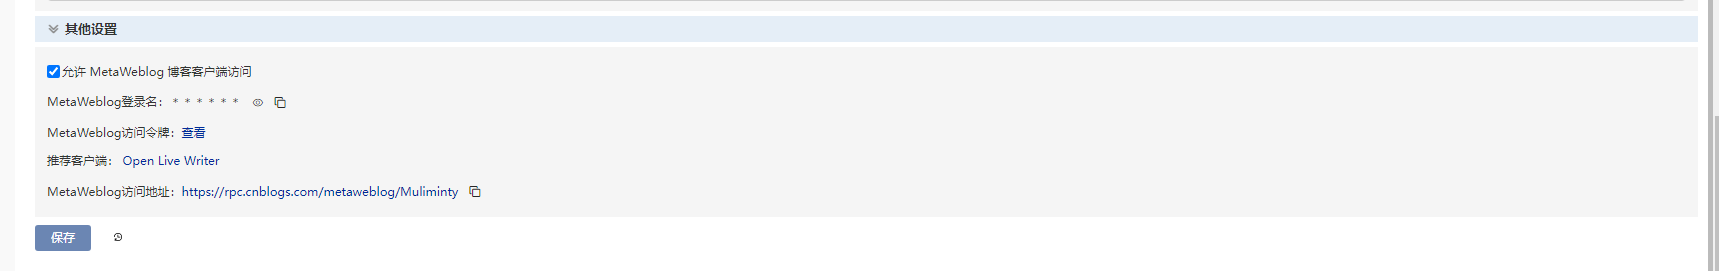 其他设置
允许 MetaWeblog 博客客户端访问
MetaWeblog登录名： * * * * * *
MetaWeblog访问令牌：查看
推荐客户端： Open Live Writer
MetaWeblog访问地址：https://rpc.cnblogs.com/metaweblog/Muliminty
保存